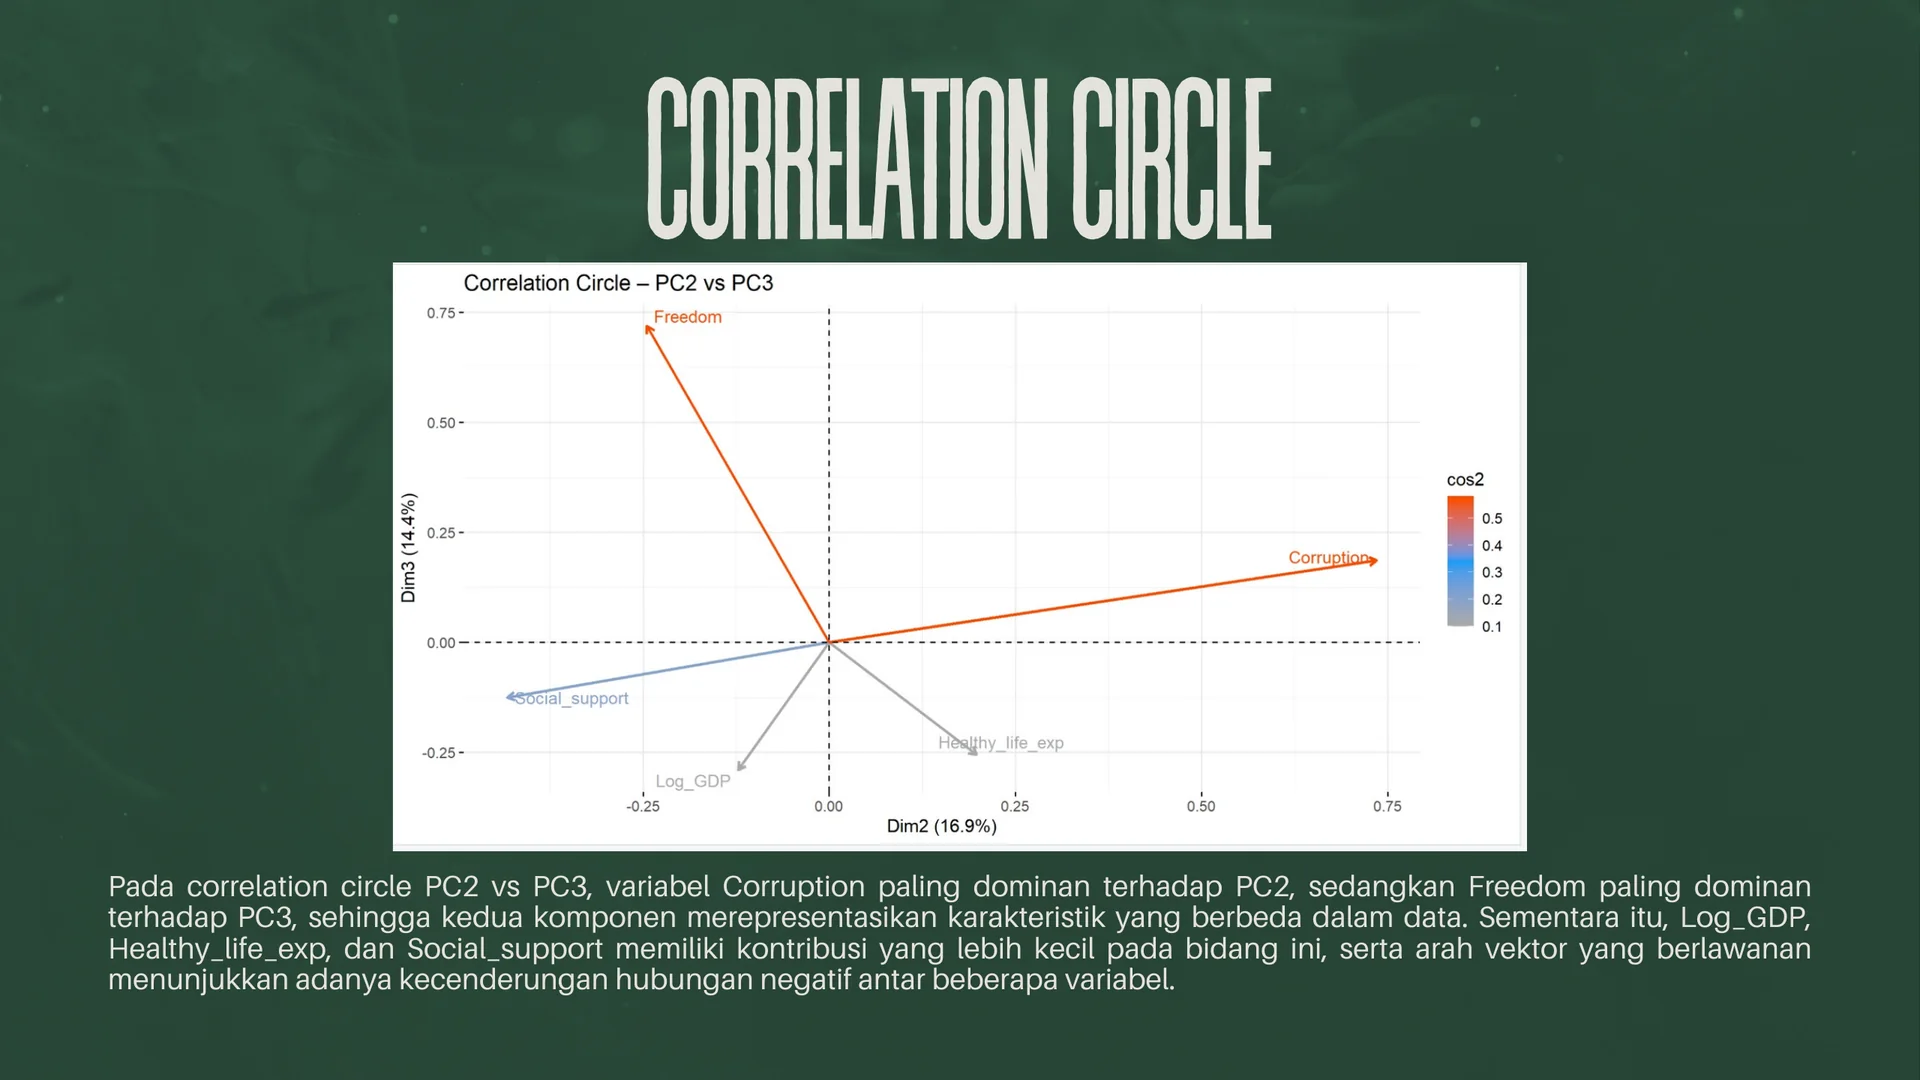 CORRELATION CIRCLE
Correlation Circle – PC2 vs PC3
0.75
0.50
0.25
0.00
-0.25
Dim3 (14.4%)
Freedom
Corruption
Social_support
Healthy_life_exp
Log_GDP
-0.25 0.00 0.25 0.50 0.75
Dim2 (16.9%)
cos2
0.5
0.4
0.3
0.2
0.1
Pada correlation circle PC2 vs PC3, variabel Corruption paling dominan terhadap PC2, sedangkan Freedom paling dominan
terhadap PC3, sehingga kedua komponen merepresentasikan karakteristik yang berbeda dalam data. Sementara itu, Log_GDP,
Healthy_life_exp, dan Social_support memiliki kontribusi yang lebih kecil pada bidang ini, serta arah vektor yang berlawanan
menunjukkan adanya kecenderungan hubungan negatif antar beberapa variabel.